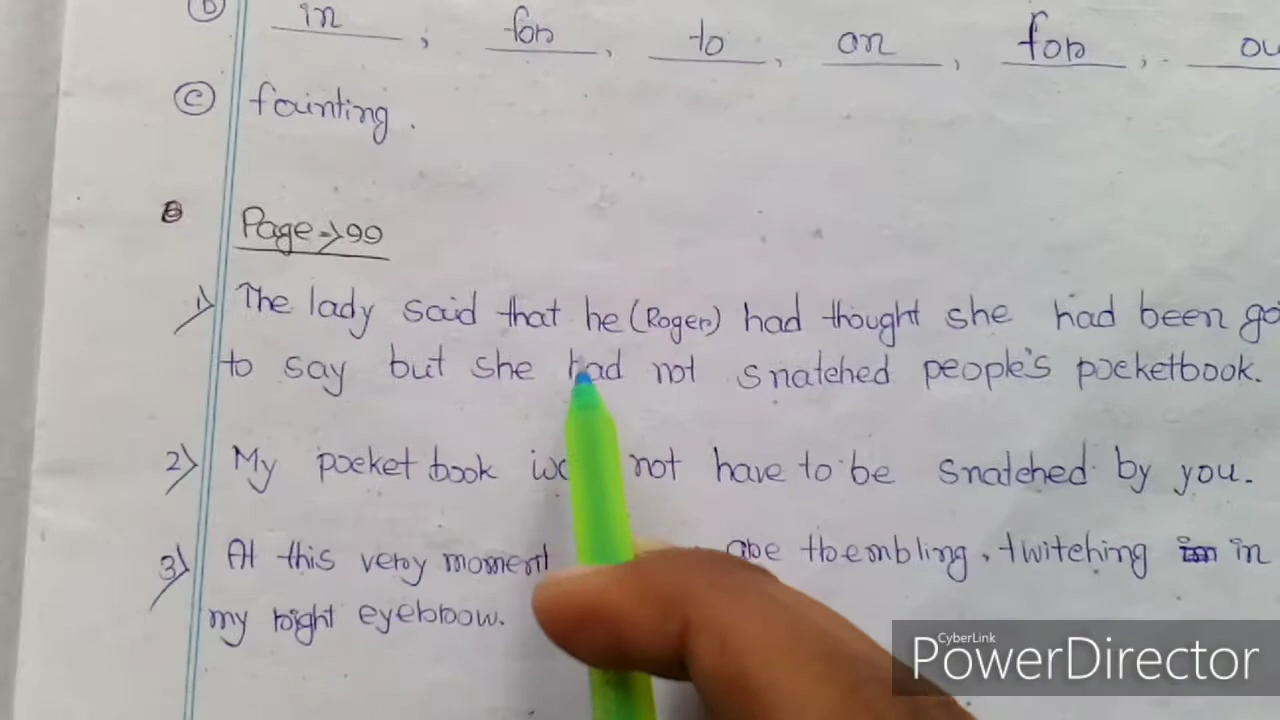 b in , for , to , on , for ,
c fainting .
Page → 99
1) The lady said that he (Roger) had thought she had been go
to say but she had not snatched people's pocketbook.
2) My pocket book not have to be snatched by you.
3) At this very moment are trembling, twitching in
my right eyebrow.
CyberLink
PowerDirector